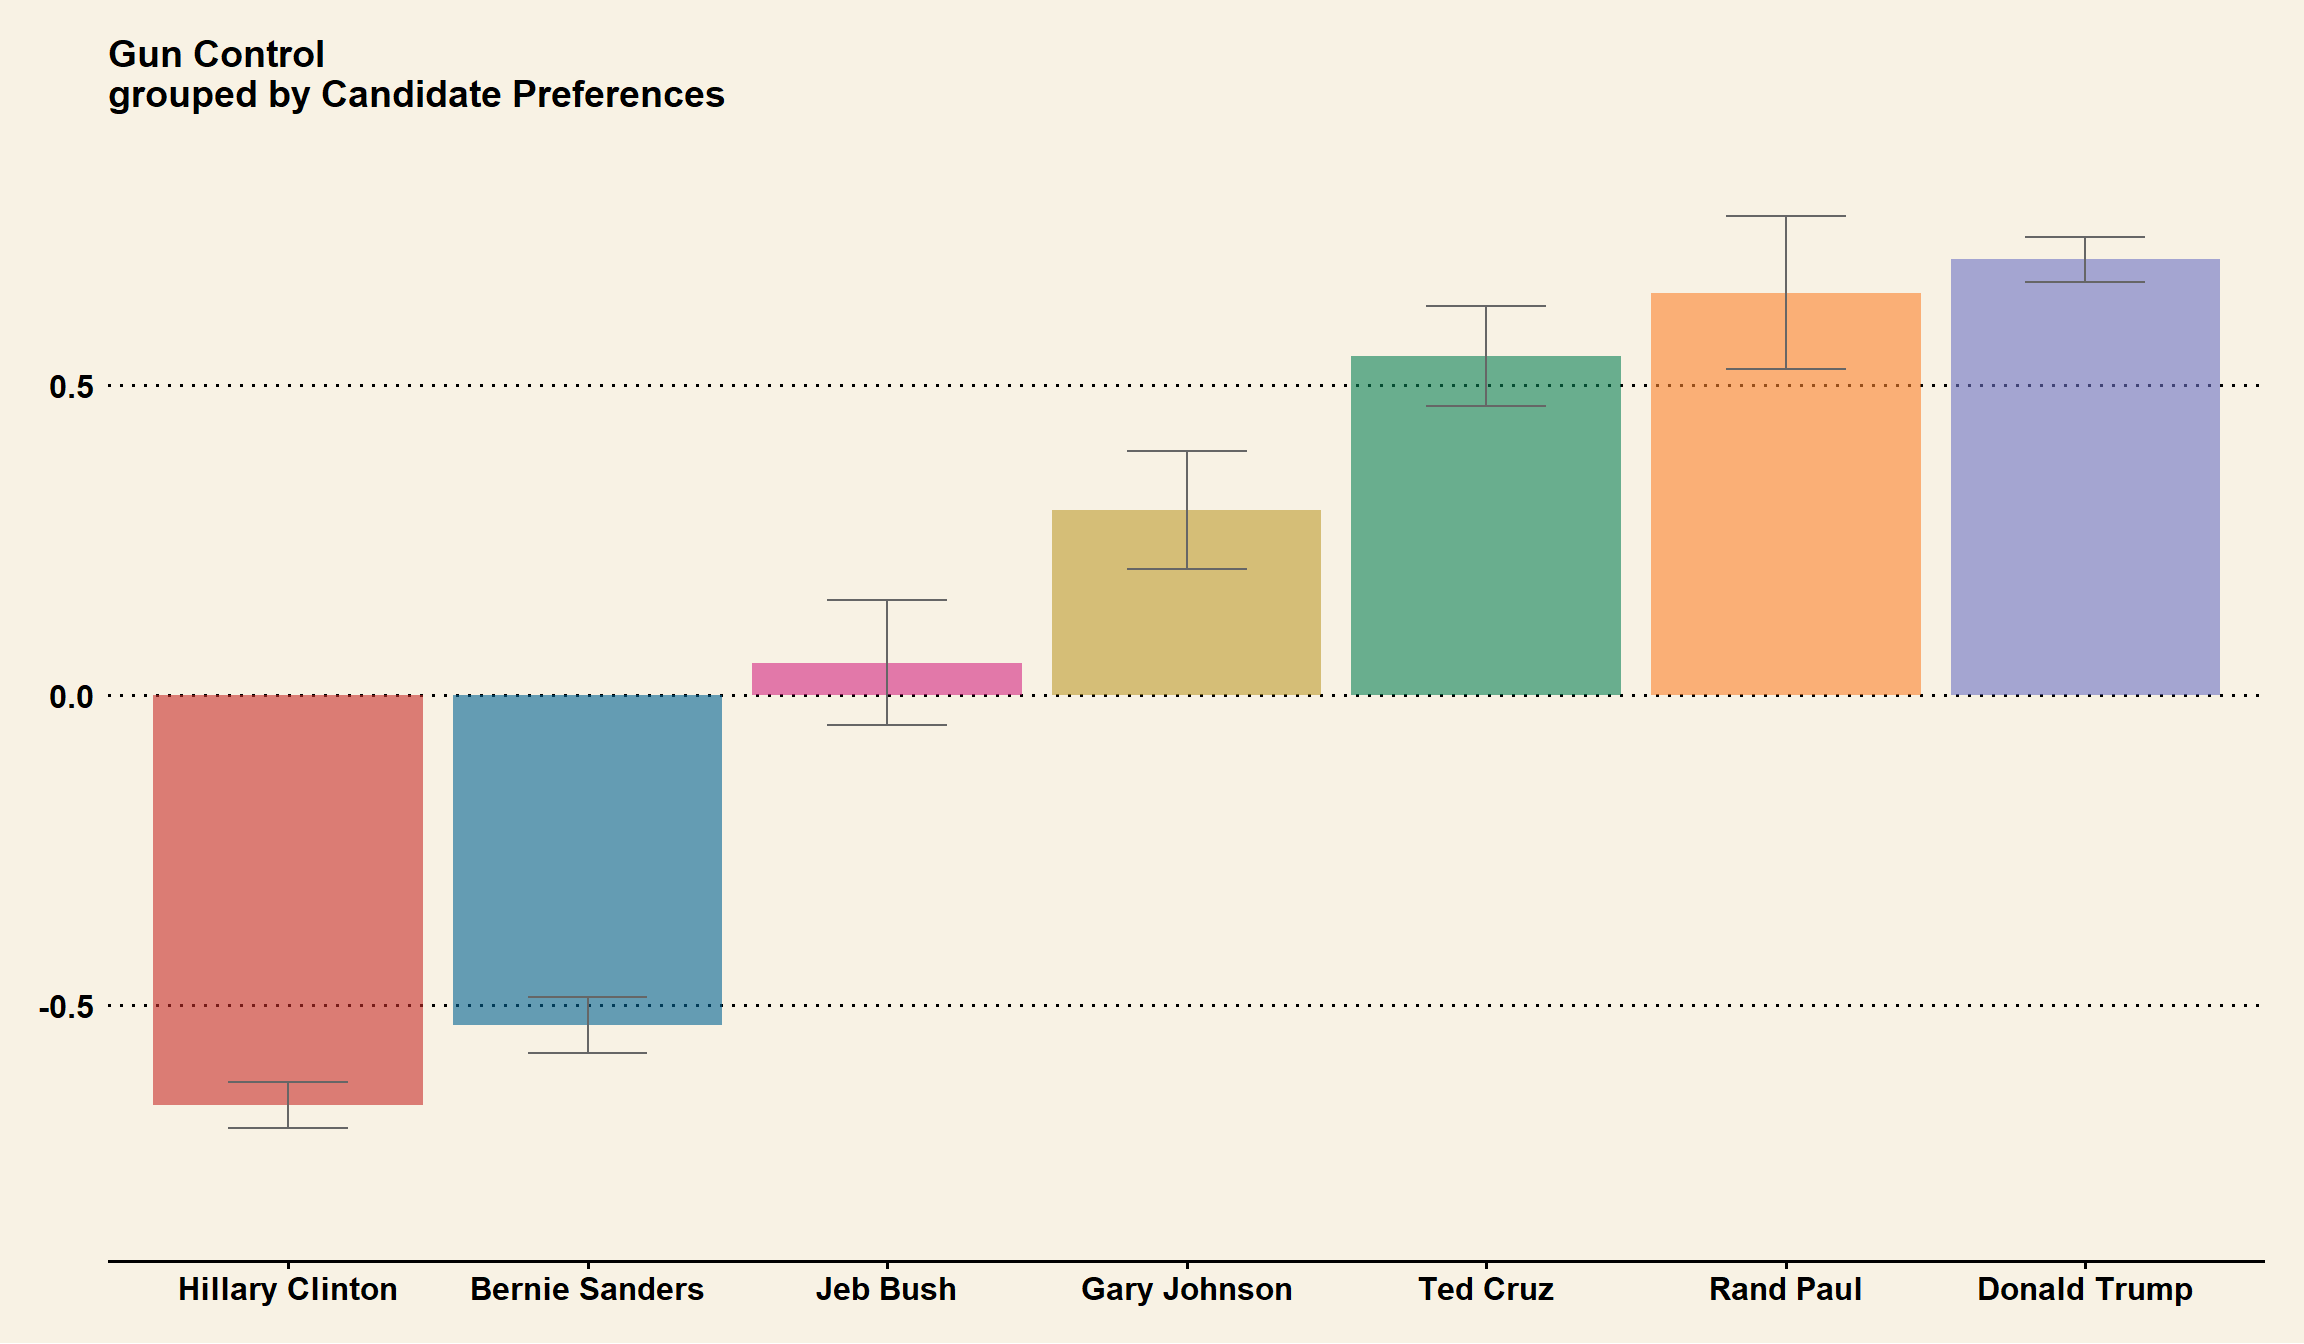 Gun Control
grouped by Candidate Preferences
0.5
0.0
-0.5
Hillary Clinton
Bernie Sanders
Jeb Bush
Gary Johnson
Ted Cruz
Rand Paul
Donald Trump